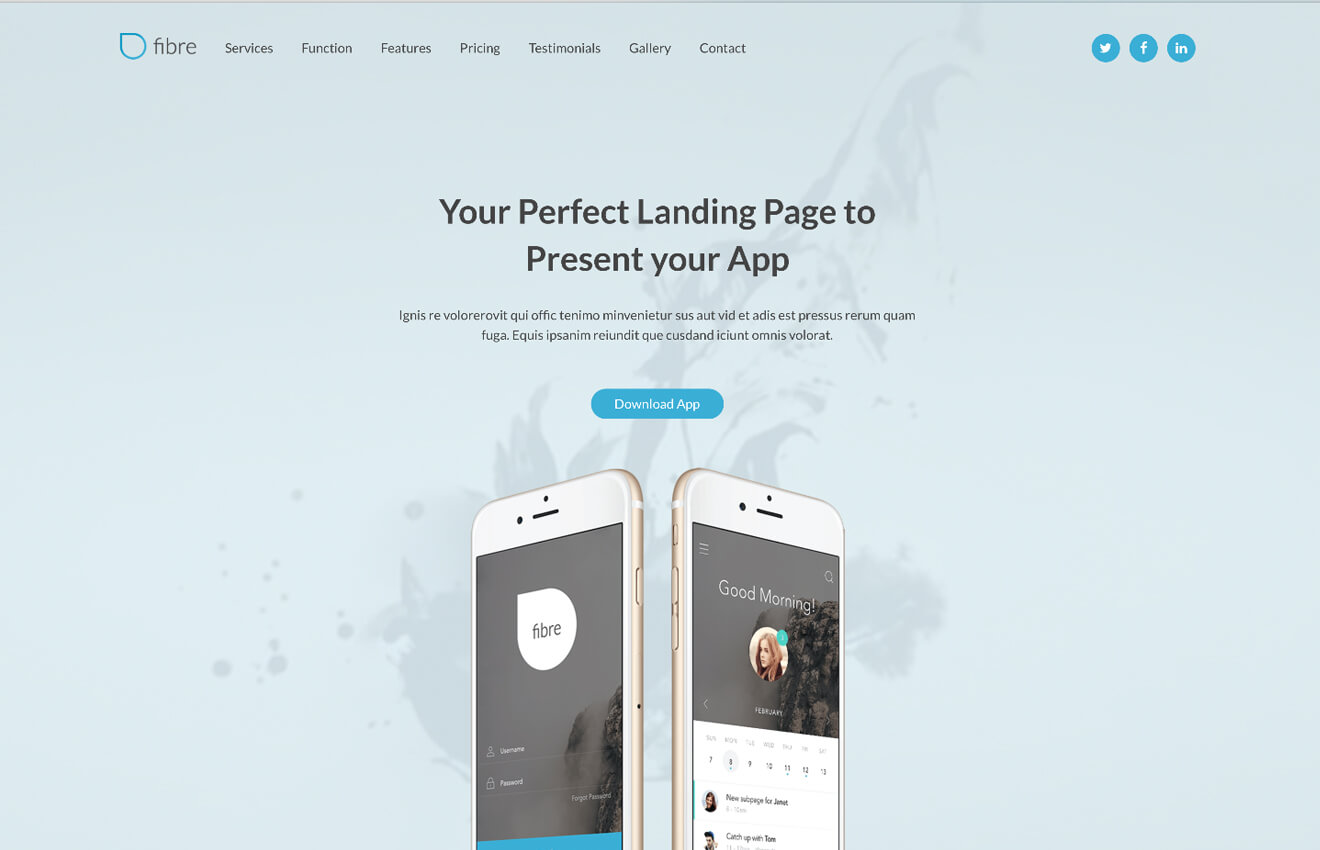 fibre
Services Function Features Pricing Testimonials Gallery Contact
Your Perfect Landing Page to
Present your App
Ignis re volorerovit qui offic tenimo minvenietur sus aut vid et adis est pressus rerum quam
fuga. Equis ipsanim reiundit que cusdand iciunt omnis volorat.
Download App
fibre
Username
Password
Forgot Password
Good Morning!
FEBRUARY
SUN MON TUE WED THU FRI SAT
7 8 9 10 11 12 13
New subpage for Janet
8 - 10am
Catch up with Tom